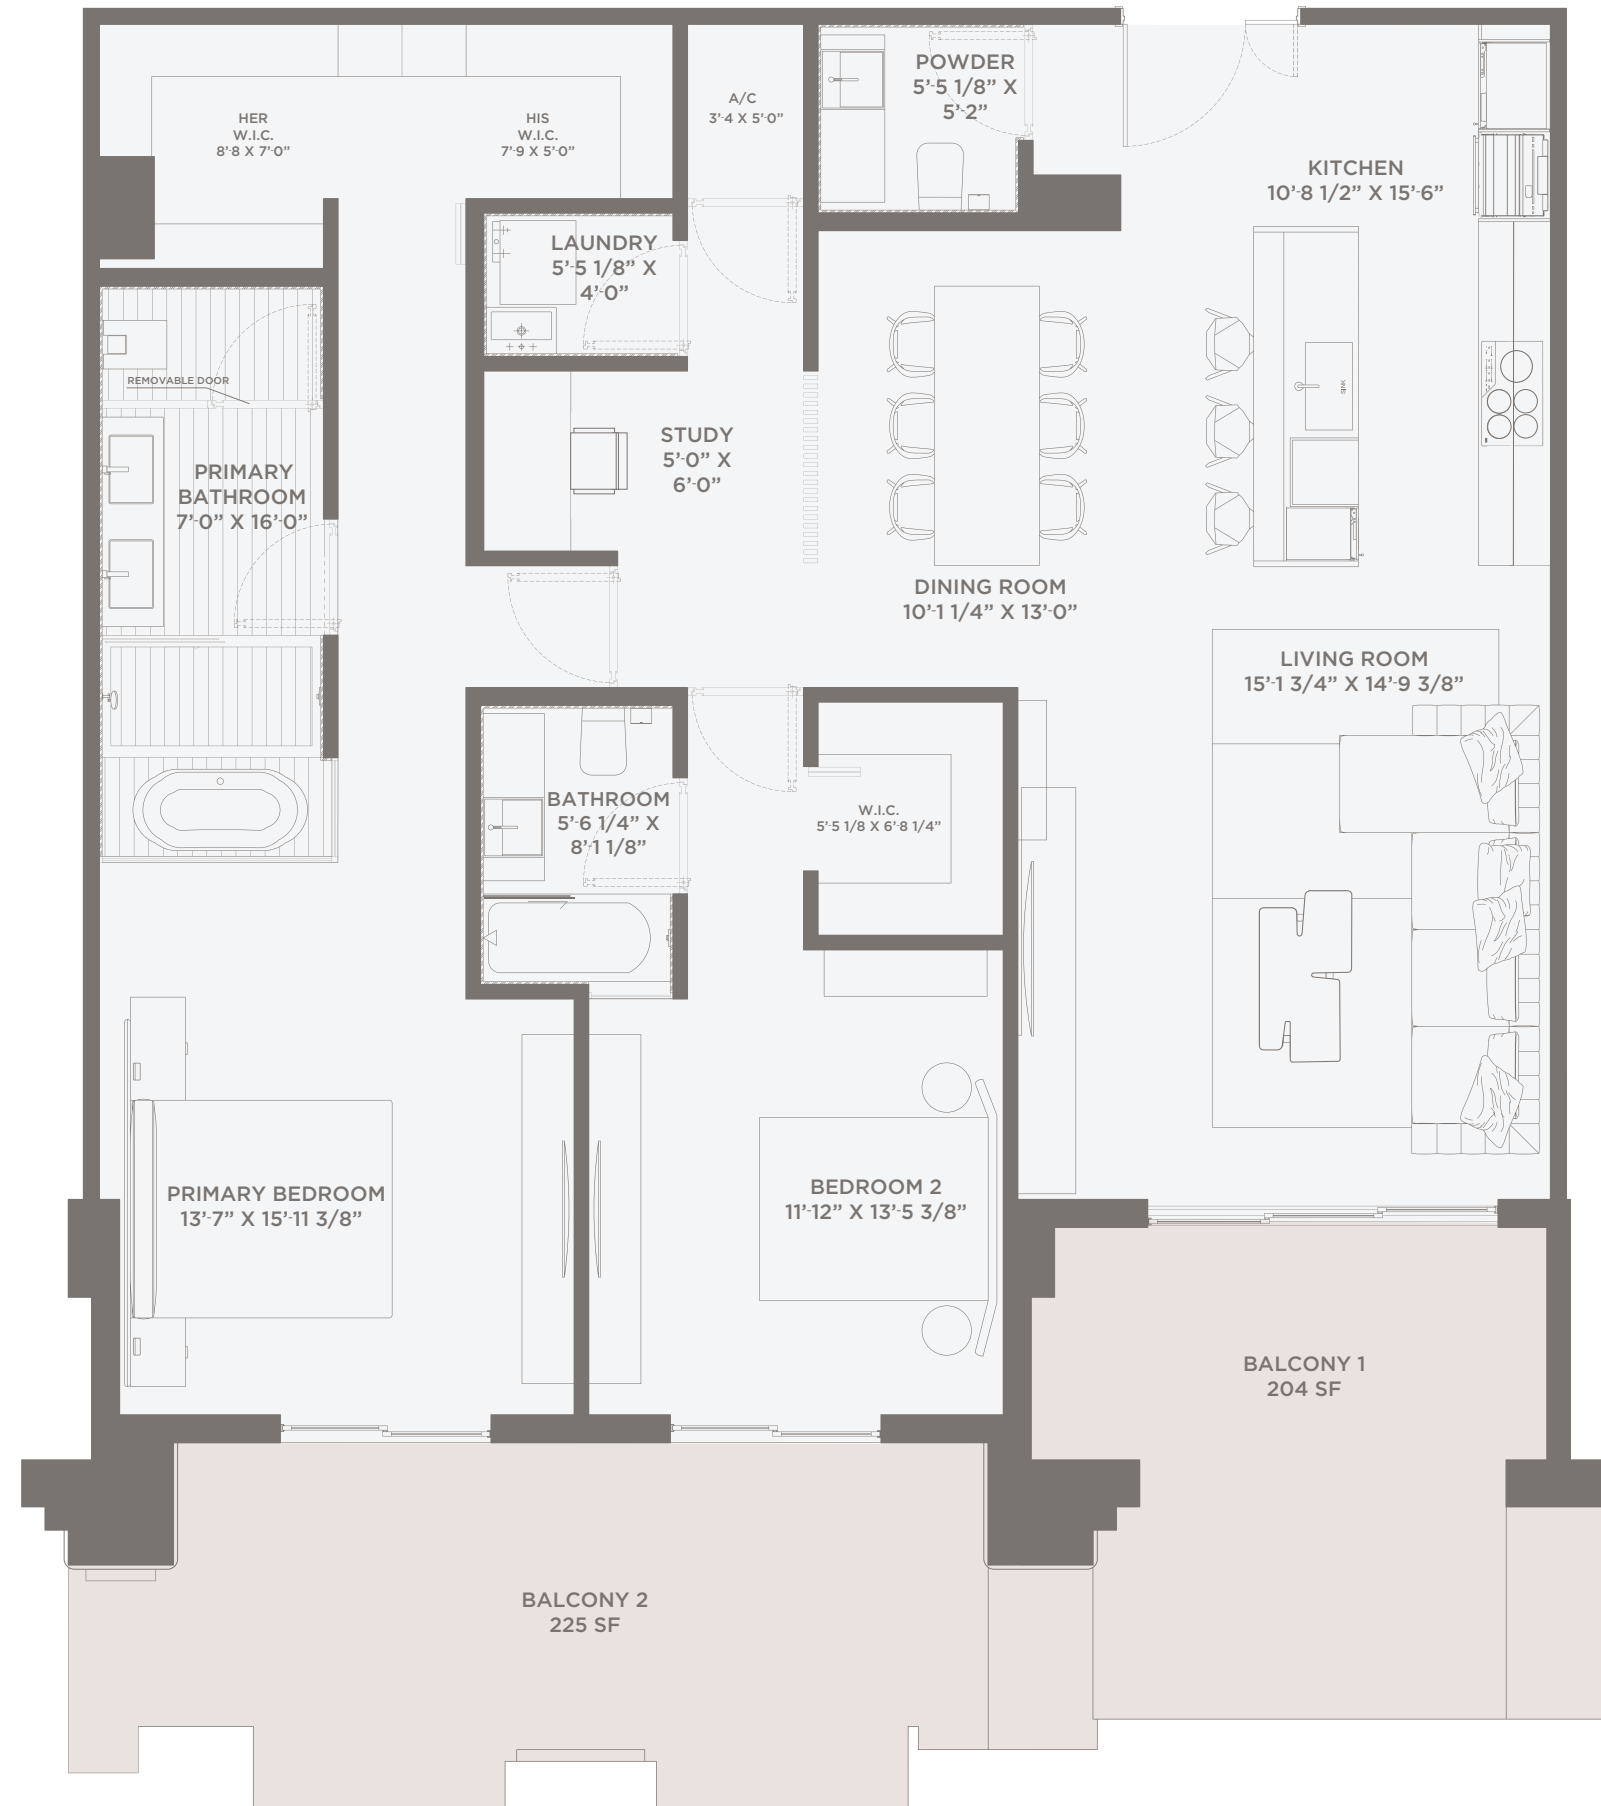 POWDER
5'-5 1/8” X
5'-2”
A/C
3'-4 X 5'-0”
HER
W.I.C.
8'-8 X 7'-0”
HIS
W.I.C.
7'-9 X 5'-0”
KITCHEN
10'-8 1/2” X 15'-6”
LAUNDRY
5'-5 1/8” X
4'-0”
REMOVABLE DOOR
SINK
STUDY
5'-0” X
6'-0”
PRIMARY
BATHROOM
7'-0” X 16'-0”
DINING ROOM
10'-1 1/4” X 13'-0”
LIVING ROOM
15'-1 3/4” X 14'-9 3/8”
BATHROOM
5'-6 1/4” X
8'-1 1/8”
W.I.C.
5'-5 1/8 X 6'-8 1/4”
PRIMARY BEDROOM
13'-7” X 15'-11 3/8”
BEDROOM 2
11'-12” X 13'-5 3/8”
BALCONY 1
204 SF
BALCONY 2
225 SF